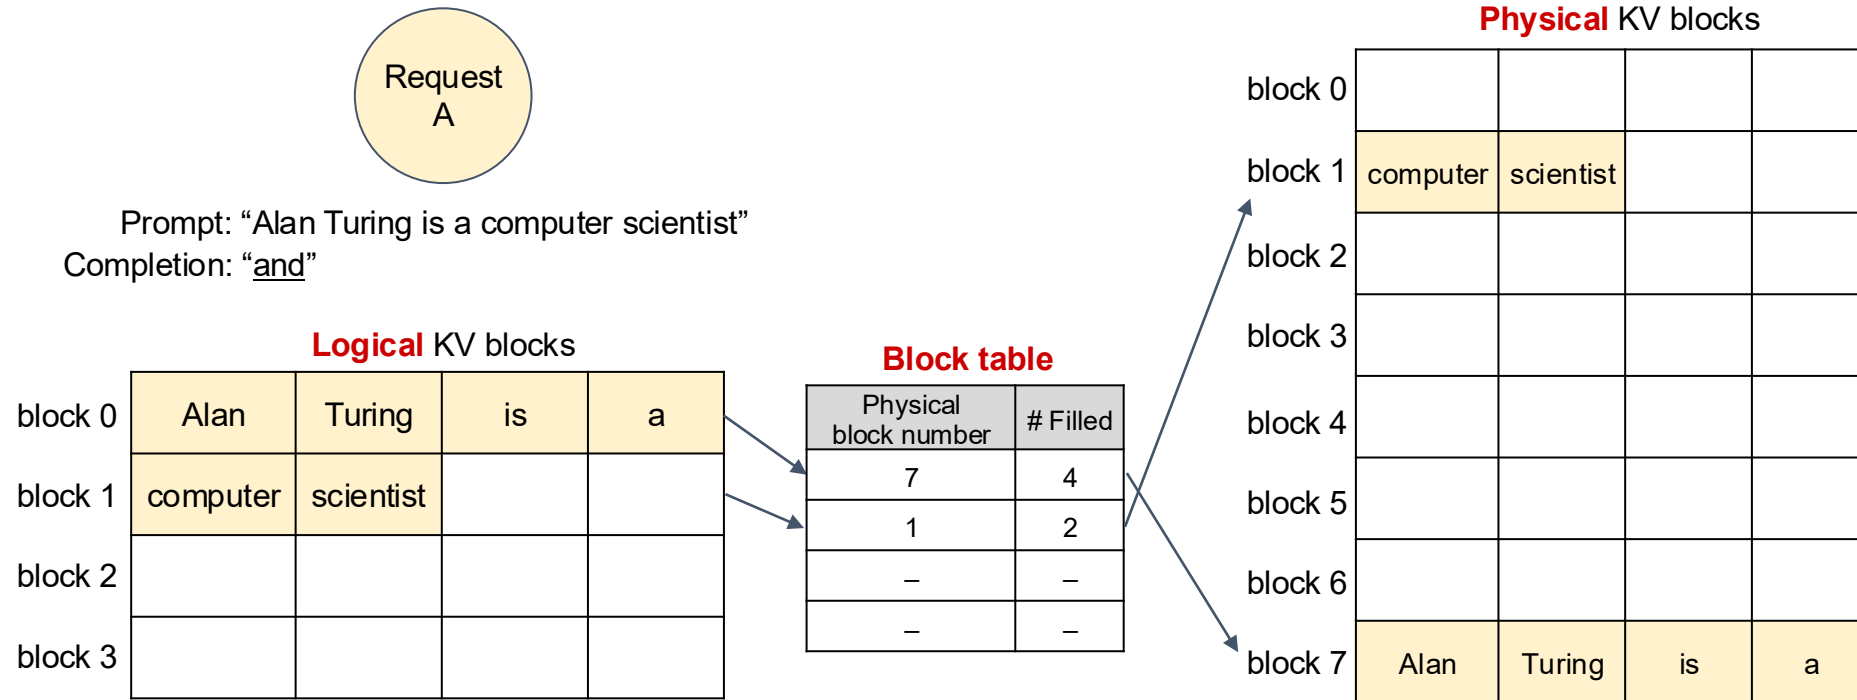 Request
A
Prompt: “Alan Turing is a computer scientist”
Completion: “and”
Logical KV blocks
block 0 Alan Turing is a
block 1 computer scientist
block 2
block 3
Block table
Physical block number # Filled
7 4
1 2
– –
– –
Physical KV blocks
block 0
block 1 computer scientist
block 2
block 3
block 4
block 5
block 6
block 7 Alan Turing is a